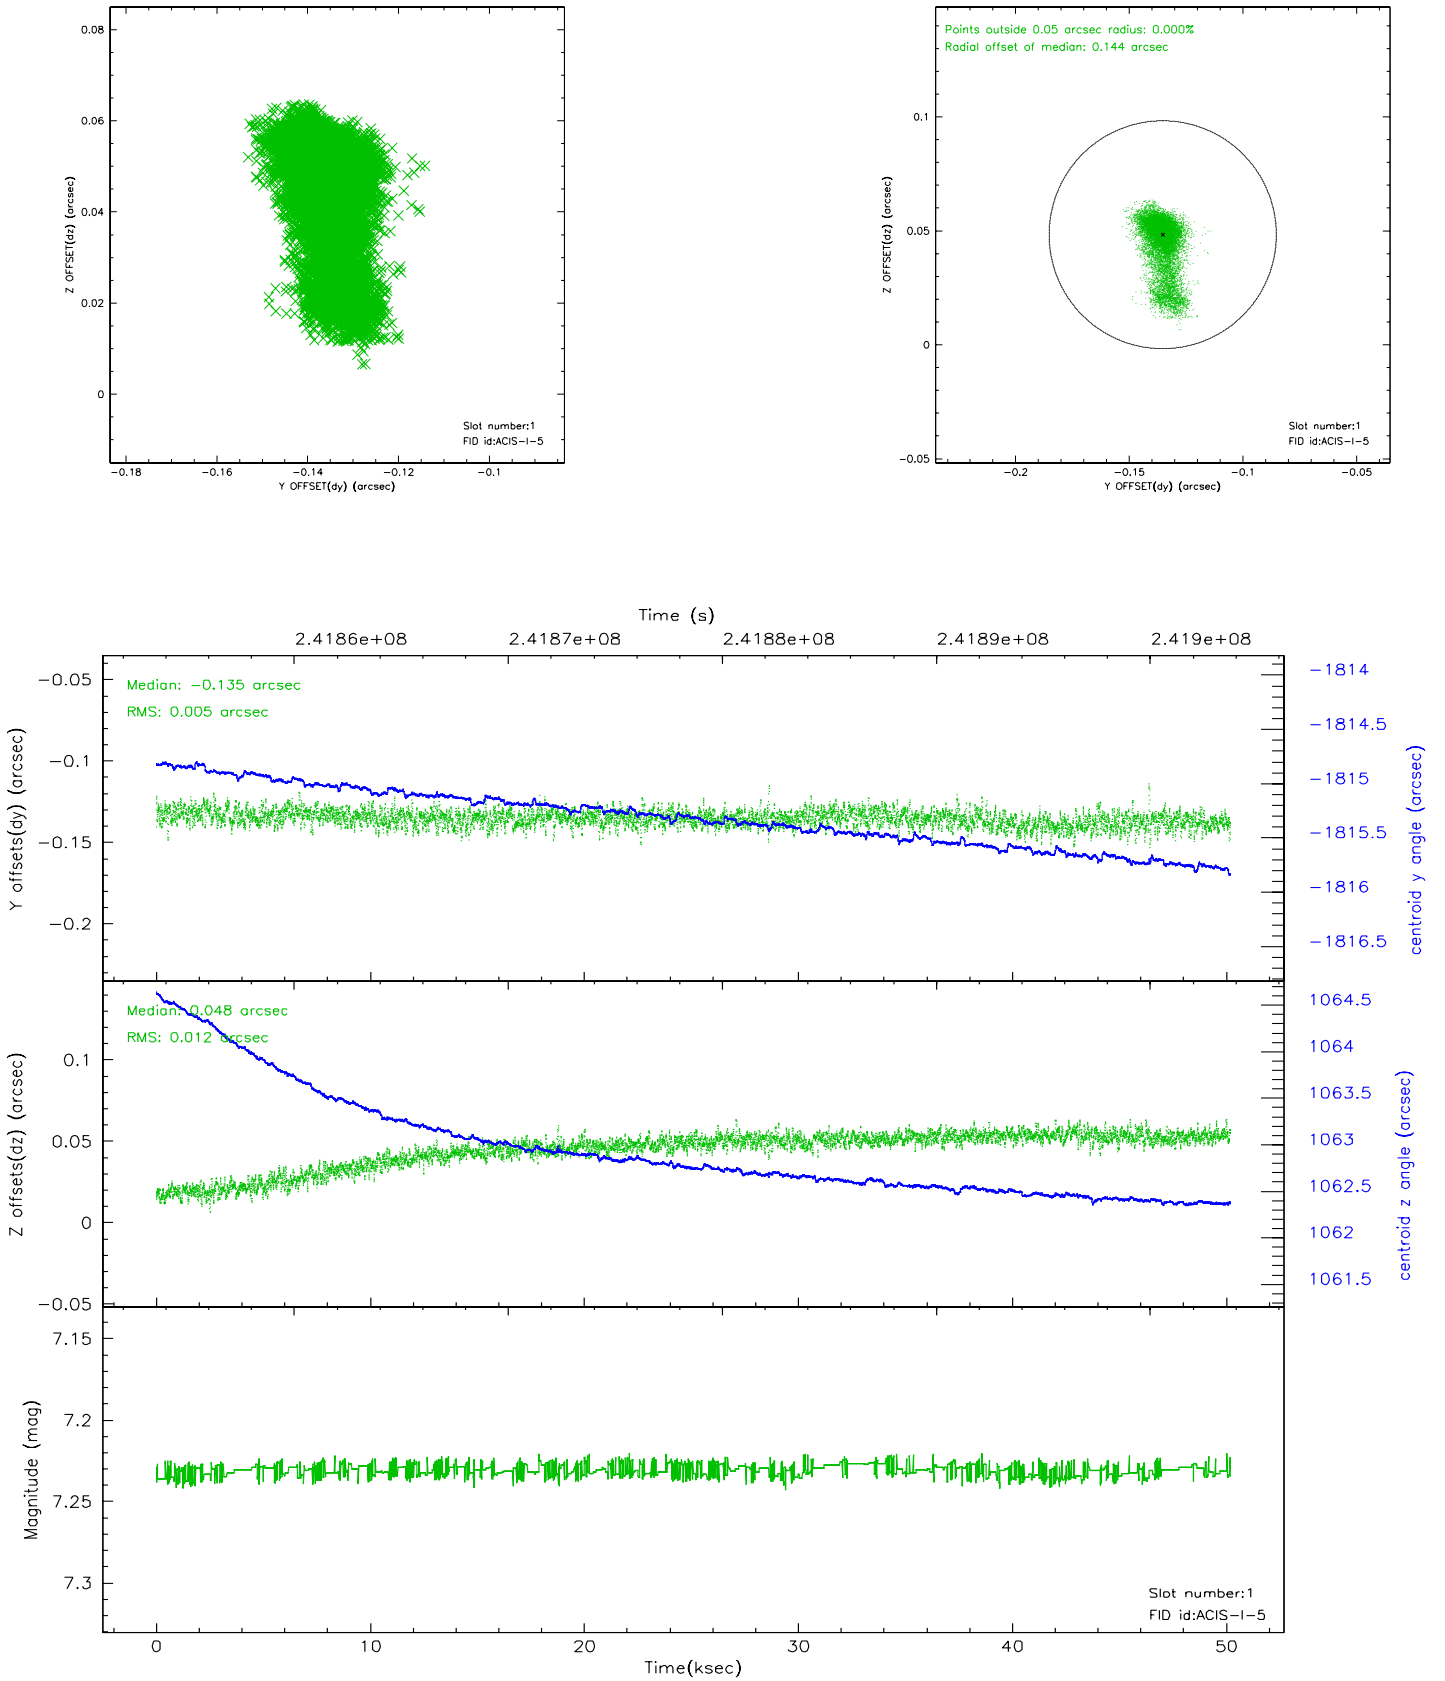 0.08
0.06
0.04
0.02
0
Z OFFSET(dz) (arcsec)
Slot number:1
FID id:ACIS-I-5
-0.18 -0.16 -0.14 -0.12 -0.1
Y OFFSET(dy) (arcsec)
Points outside 0.05 arcsec radius: 0.000%
Radial offset of median: 0.144 arcsec
0.1
0.05
0
-0.05
Z OFFSET(dz) (arcsec)
Slot number:1
FID id:ACIS-I-5
-0.2 -0.15 -0.1 -0.05
Y OFFSET(dy) (arcsec)
Time (s)
2.4186e+08 2.4187e+08 2.4188e+08 2.4189e+08 2.419e+08
Median: -0.135 arcsec
RMS: 0.005 arcsec
-0.05
-0.1
-0.15
-0.2
Y offsets(dy) (arcsec)
-1814
-1814.5
-1815
-1815.5
-1816
-1816.5
centroid y angle (arcsec)
Median: 0.048 arcsec
RMS: 0.012 arcsec
0.1
0.05
0
-0.05
Z offsets(dz) (arcsec)
1064.5
1064
1063.5
1063
1062.5
1062
1061.5
centroid z angle (arcsec)
7.15
7.2
7.25
7.3
Magnitude (mag)
Slot number:1
FID id:ACIS-I-5
0 10 20 30 40 50
Time(ksec)